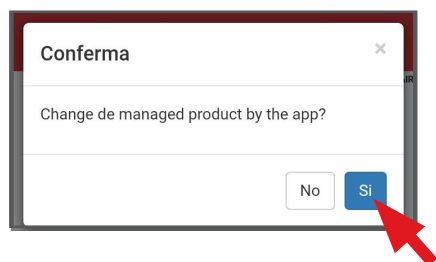 Conferma
×
Change de managed product by the app?
No
Si